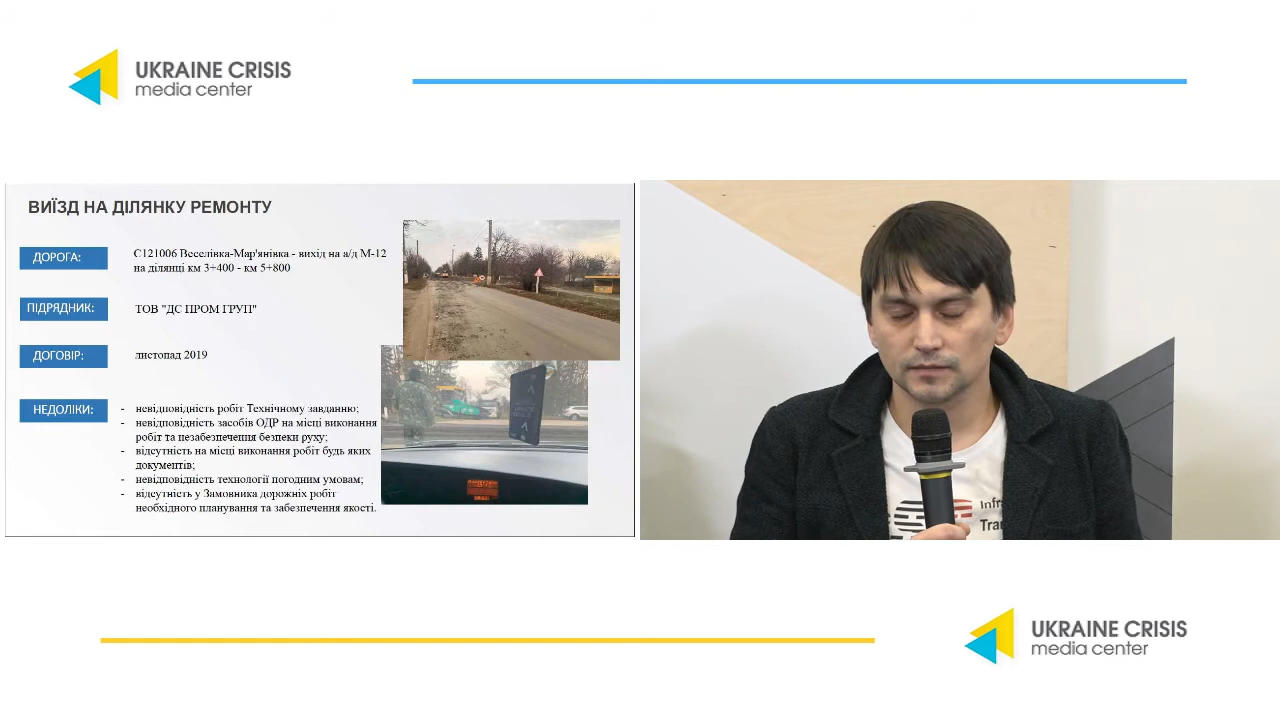 UKRAINE CRISIS
media center
ВИЇЗД НА ДІЛЯНКУ РЕМОНТУ
ДОРОГА:
С121006 Веселівка-Мар'янівка - вихід на а/д М-12
на ділянці км 3+400 - км 5+800
ПІДРЯДНИК:
ТОВ "ДС ПРОМ ГРУП"
ДОГОВІР:
листопад 2019
НЕДОЛІКИ:
- невідповідність робіт Технічному завданню;
- невідповідність засобів ОДР на місці виконання
робіт та незабезпечення безпеки руху;
- відсутність на місці виконання робіт будь яких
документів;
- невідповідність технології погодним умовам;
- відсутність у Замовника дорожніх робіт
необхідного планування та забезпечення якості.
Infra
Tran
UKRAINE CRISIS
media center